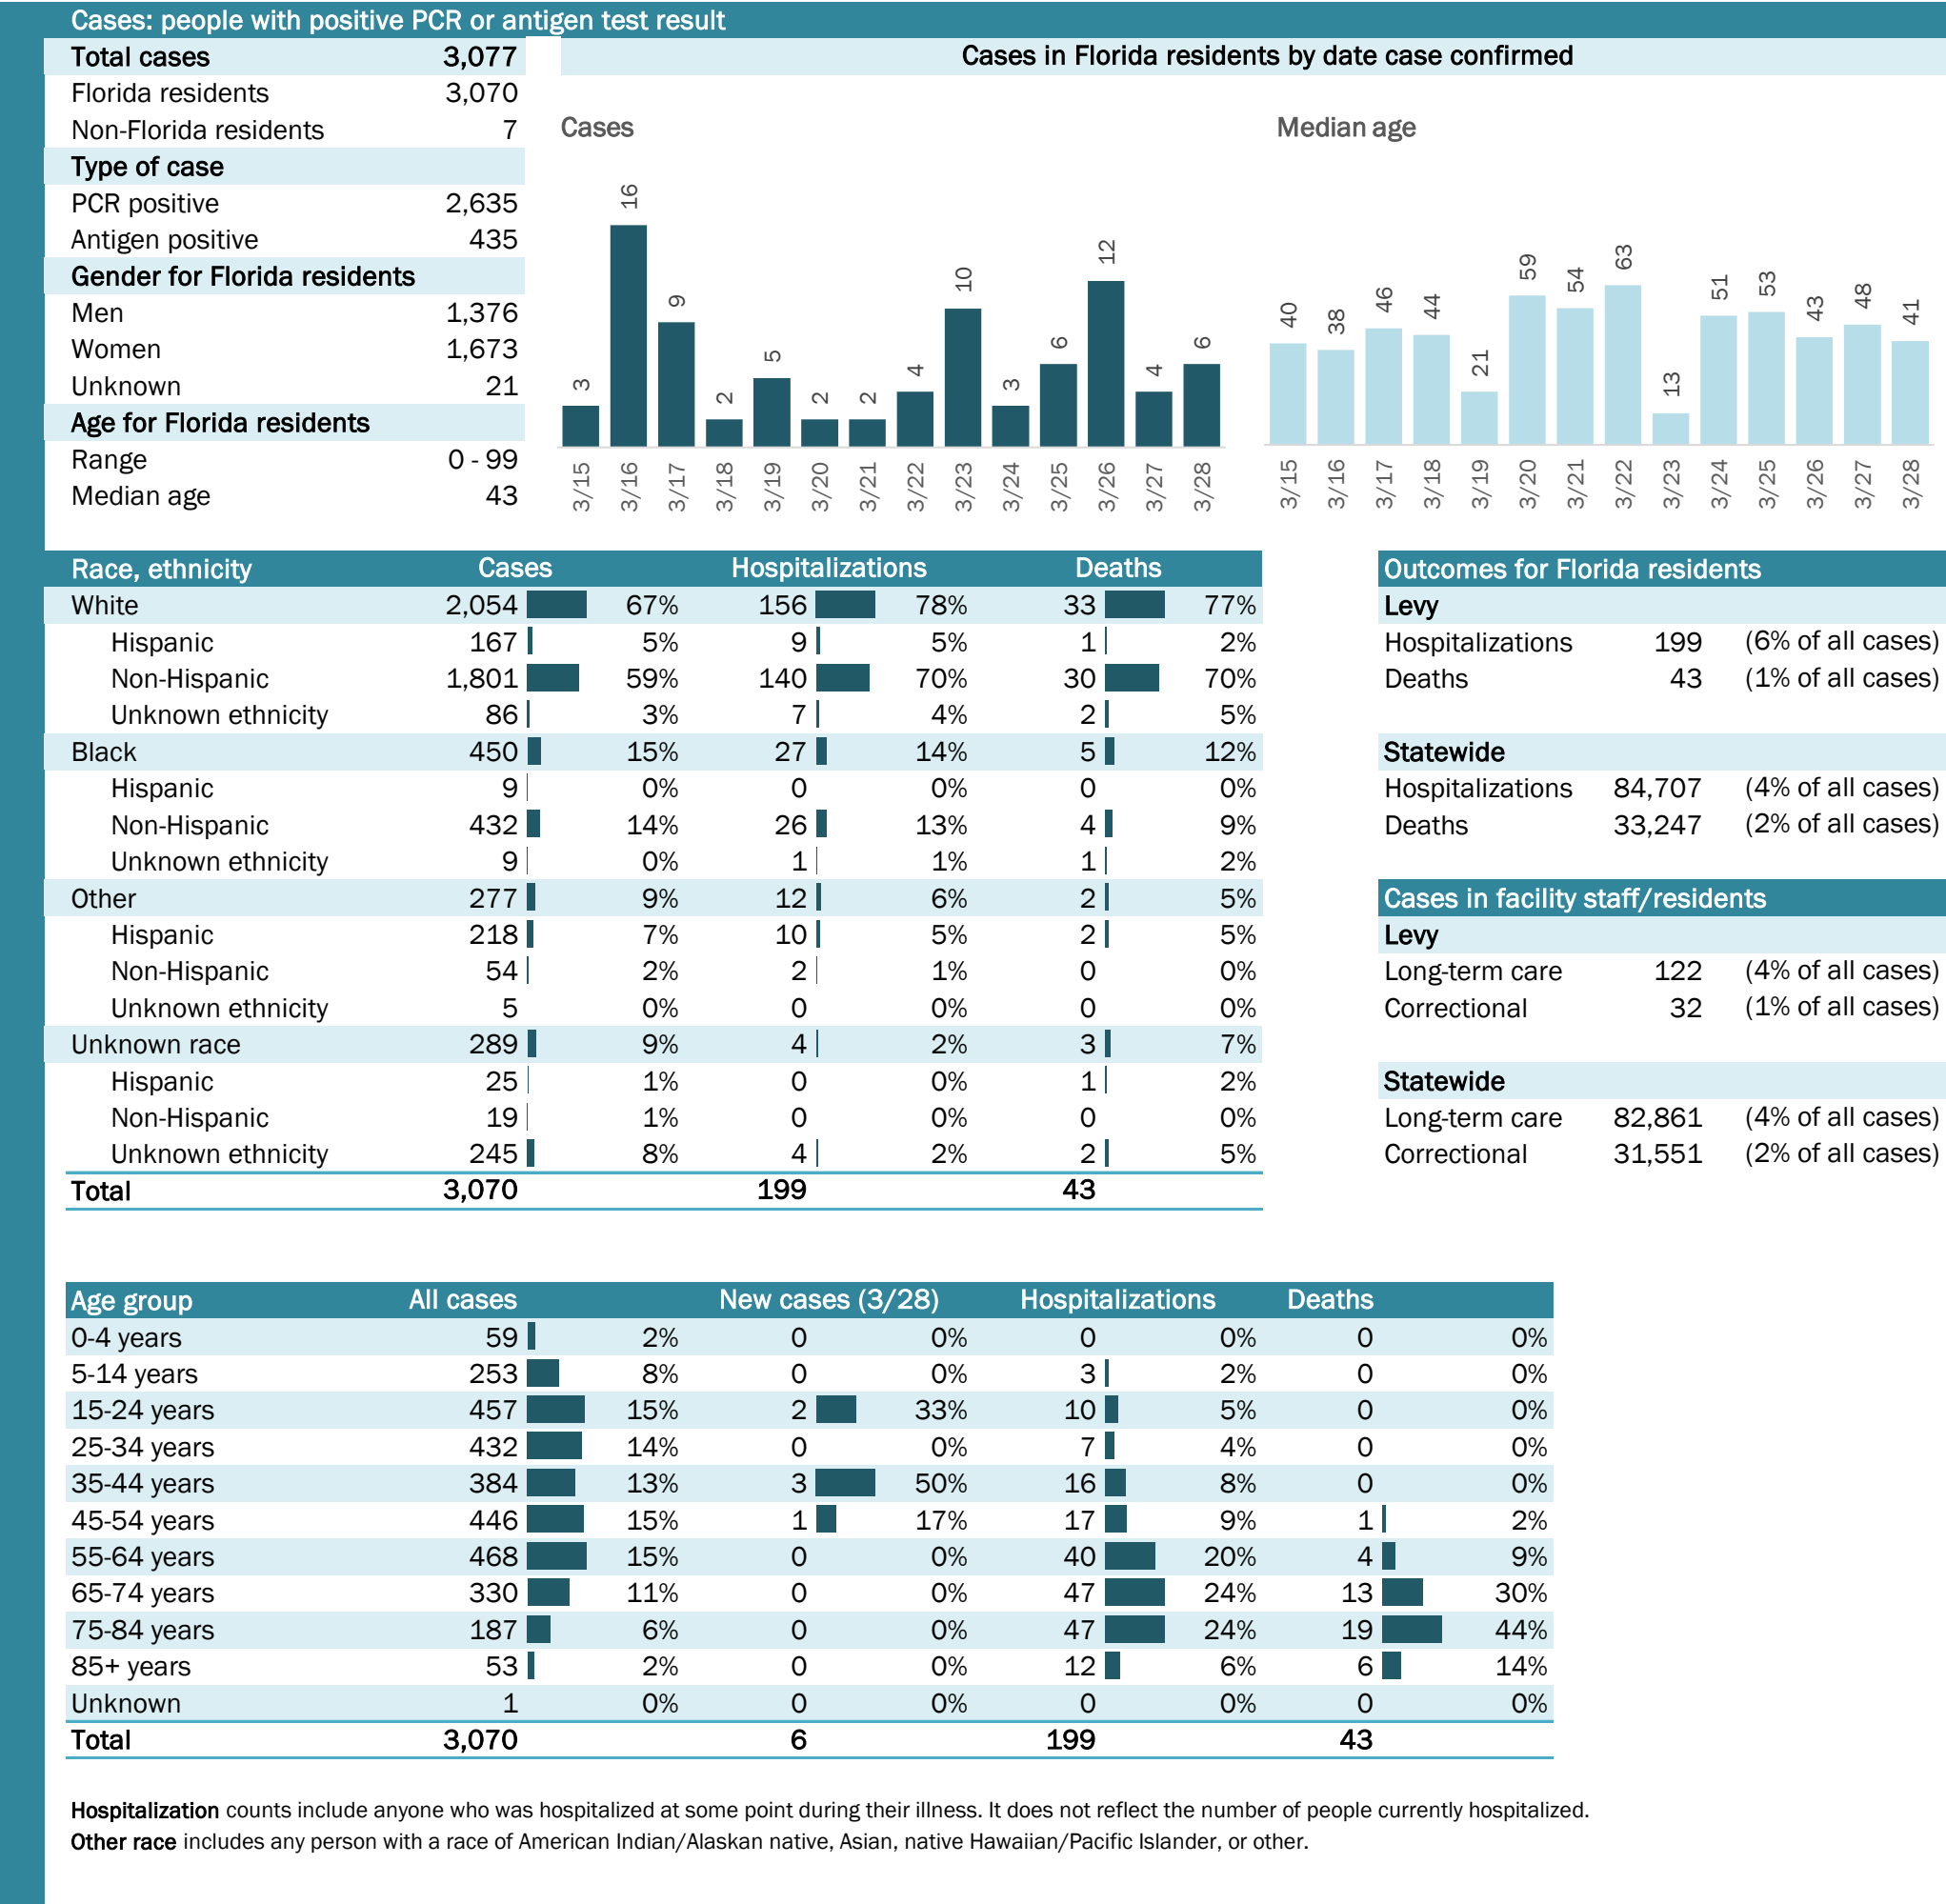 Cases: people with positive PCR or antigen test result
Total cases 3,077
Florida residents 3,070
Non-Florida residents 7
Type of case
PCR positive 2,635
Antigen positive 435
Gender for Florida residents
Men 1,376
Women 1,673
Unknown 21
Age for Florida residents
Range 0 - 99
Median age 43
Cases in Florida residents by date case confirmed
Cases
3 16 9 2 5 2 2 4 10 3 6 12 4 6
3/15 3/16 3/17 3/18 3/19 3/20 3/21 3/22 3/23 3/24 3/25 3/26 3/27 3/28
Median age
40 38 46 44 21 59 54 63 13 51 53 43 48 41
3/15 3/16 3/17 3/18 3/19 3/20 3/21 3/22 3/23 3/24 3/25 3/26 3/27 3/28
Race, ethnicity Cases Hospitalizations Deaths
White 2,054 67% 156 78% 33 77%
Hispanic 167 5% 9 5% 1 2%
Non-Hispanic 1,801 59% 140 70% 30 70%
Unknown ethnicity 86 3% 7 4% 2 5%
Black 450 15% 27 14% 5 12%
Hispanic 9 0% 0 0% 0 0%
Non-Hispanic 432 14% 26 13% 4 9%
Unknown ethnicity 9 0% 1 1% 1 2%
Other 277 9% 12 6% 2 5%
Hispanic 218 7% 10 5% 2 5%
Non-Hispanic 54 2% 2 1% 0 0%
Unknown ethnicity 5 0% 0 0% 0 0%
Unknown race 289 9% 4 2% 3 7%
Hispanic 25 1% 0 0% 1 2%
Non-Hispanic 19 1% 0 0% 0 0%
Unknown ethnicity 245 8% 4 2% 2 5%
Total 3,070 199 43
Outcomes for Florida residents
Levy
Hospitalizations 199 (6% of all cases)
Deaths 43 (1% of all cases)
Statewide
Hospitalizations 84,707 (4% of all cases)
Deaths 33,247 (2% of all cases)
Cases in facility staff/residents
Levy
Long-term care 122 (4% of all cases)
Correctional 32 (1% of all cases)
Statewide
Long-term care 82,861 (4% of all cases)
Correctional 31,551 (2% of all cases)
Age group All cases New cases (3/28) Hospitalizations Deaths
0-4 years 59 2% 0 0% 0 0% 0 0%
5-14 years 253 8% 0 0% 3 2% 0 0%
15-24 years 457 15% 2 33% 10 5% 0 0%
25-34 years 432 14% 0 0% 7 4% 0 0%
35-44 years 384 13% 3 50% 16 8% 0 0%
45-54 years 446 15% 1 17% 17 9% 1 2%
55-64 years 468 15% 0 0% 40 20% 4 9%
65-74 years 330 11% 0 0% 47 24% 13 30%
75-84 years 187 6% 0 0% 47 24% 19 44%
85+ years 53 2% 0 0% 12 6% 6 14%
Unknown 1 0% 0 0% 0 0% 0 0%
Total 3,070 6 199 43
Hospitalization counts include anyone who was hospitalized at some point during their illness. It does not reflect the number of people currently hospitalized.
Other race includes any person with a race of American Indian/Alaskan native, Asian, native Hawaiian/Pacific Islander, or other.